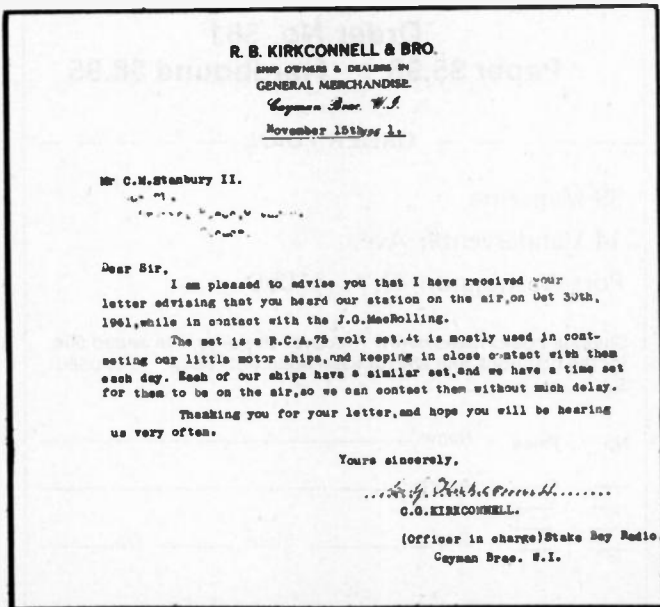 R. B. KIRKCONNELL & BRO.
SHIP OWNERS & DEALERS IN
GENERAL MERCHANDISE.
Cayman Brac. W.I.
November 15th, 196 1.
Mr C.M.Stanbury II.
Dear Sir,
I am pleased to advise you that I have received your
letter advising that you heard our station on the air,on Oct 30th,
1961,while in contact with the J.G.MacRolling.
The set is a R.C.A.75 volt set.It is mostly used in con-
tacting our little motor ships,and keeping in close contact with them
each day. Each of our ships have a similar set,and we have a time set
for them to be on the air,so we can contact them without much delay.
Thanking you for your letter,and hope you will be hearing
us very often.
Yours sincerely,
C.G.KIRKCONNELL.
(Officer in charge)Stake Bay Radio.
Cayman Brac. W.I.